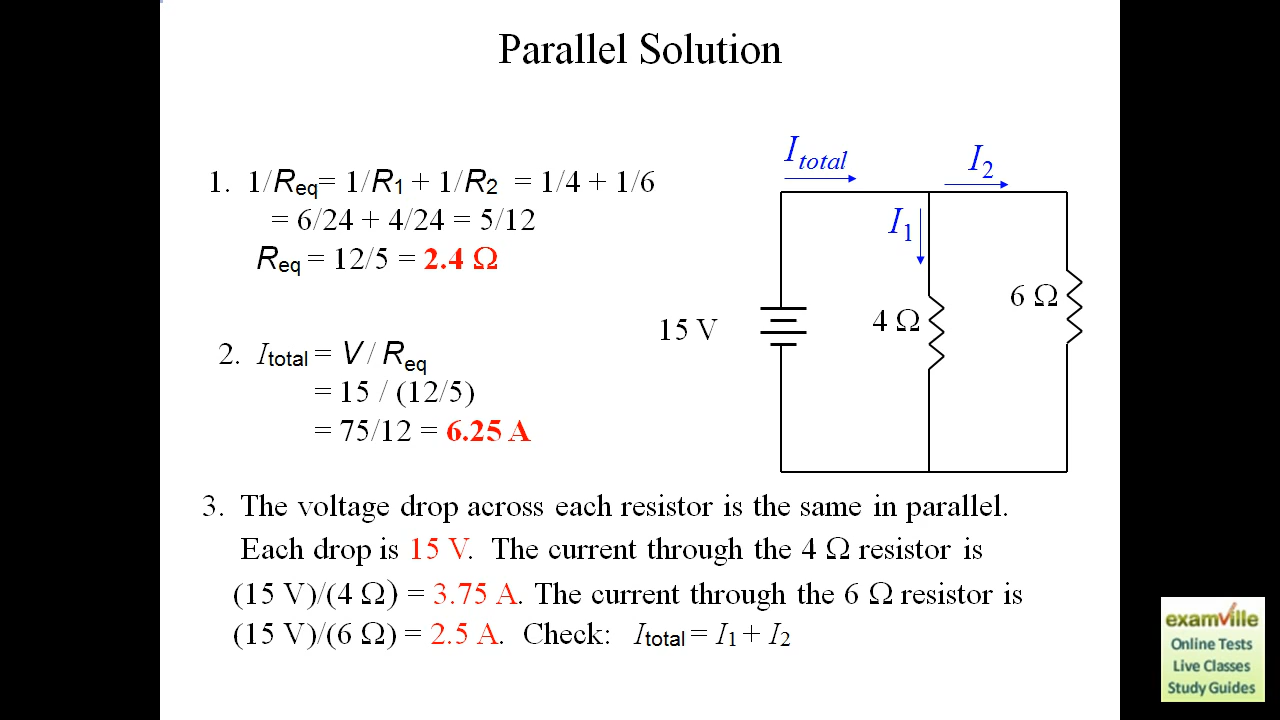 Parallel Solution
1. 1/Req= 1/R1 + 1/R2 = 1/4 + 1/6
= 6/24 + 4/24 = 5/12
Req = 12/5 = 2.4 Ω
2. Itotal = V / Req
= 15 / (12/5)
= 75/12 = 6.25 A
Itotal
I2
I1
15 V
4 Ω
6 Ω
3. The voltage drop across each resistor is the same in parallel.
Each drop is 15 V. The current through the 4 Ω resistor is
(15 V)/(4 Ω) = 3.75 A. The current through the 6 Ω resistor is
(15 V)/(6 Ω) = 2.5 A. Check: Itotal = I1 + I2
examville
Online Tests
Live Classes
Study Guides